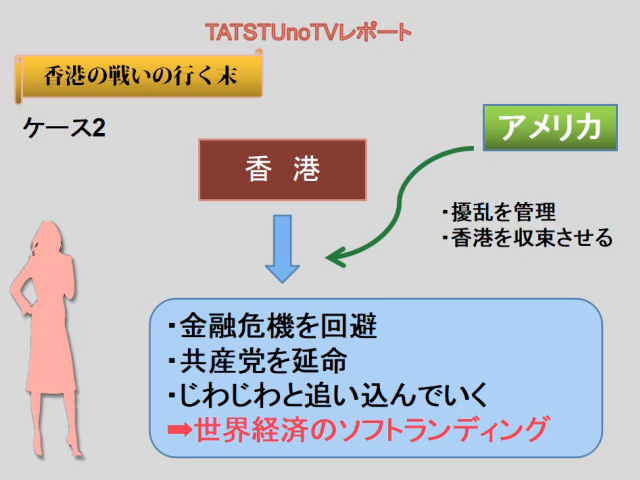 TATSTUnoTVレポート
香港の戦いの行く末
ケース2
アメリカ
香　港
・擾乱を管理
・香港を収束させる
・金融危機を回避
・共産党を延命
・じわじわと追い込んでいく
➡世界経済のソフトランディング